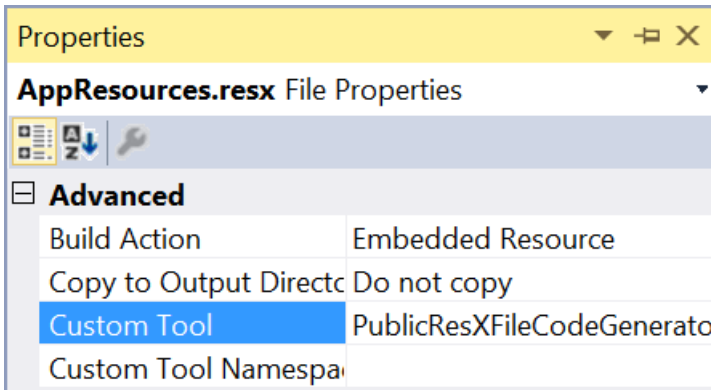 Properties
AppResources.resx File Properties
Advanced
Build Action Embedded Resource
Copy to Output Directo Do not copy
Custom Tool PublicResXFileCodeGenerato
Custom Tool Namespa